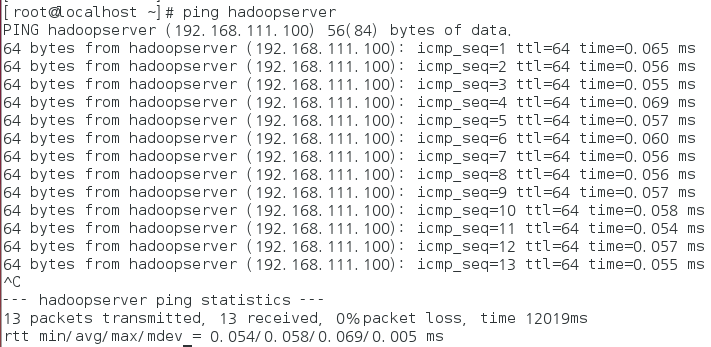 [root@localhost ~]# ping hadoopserver
PING hadoopserver (192.168.111.100) 56(84) bytes of data.
64 bytes from hadoopserver (192.168.111.100): icmp_seq=1 ttl=64 time=0.065 ms
64 bytes from hadoopserver (192.168.111.100): icmp_seq=2 ttl=64 time=0.056 ms
64 bytes from hadoopserver (192.168.111.100): icmp_seq=3 ttl=64 time=0.055 ms
64 bytes from hadoopserver (192.168.111.100): icmp_seq=4 ttl=64 time=0.069 ms
64 bytes from hadoopserver (192.168.111.100): icmp_seq=5 ttl=64 time=0.057 ms
64 bytes from hadoopserver (192.168.111.100): icmp_seq=6 ttl=64 time=0.060 ms
64 bytes from hadoopserver (192.168.111.100): icmp_seq=7 ttl=64 time=0.056 ms
64 bytes from hadoopserver (192.168.111.100): icmp_seq=8 ttl=64 time=0.056 ms
64 bytes from hadoopserver (192.168.111.100): icmp_seq=9 ttl=64 time=0.057 ms
64 bytes from hadoopserver (192.168.111.100): icmp_seq=10 ttl=64 time=0.058 ms
64 bytes from hadoopserver (192.168.111.100): icmp_seq=11 ttl=64 time=0.054 ms
64 bytes from hadoopserver (192.168.111.100): icmp_seq=12 ttl=64 time=0.057 ms
64 bytes from hadoopserver (192.168.111.100): icmp_seq=13 ttl=64 time=0.055 ms
^C
--- hadoopserver ping statistics ---
13 packets transmitted, 13 received, 0% packet loss, time 12019ms
rtt min/avg/max/mdev = 0.054/0.058/0.069/0.005 ms